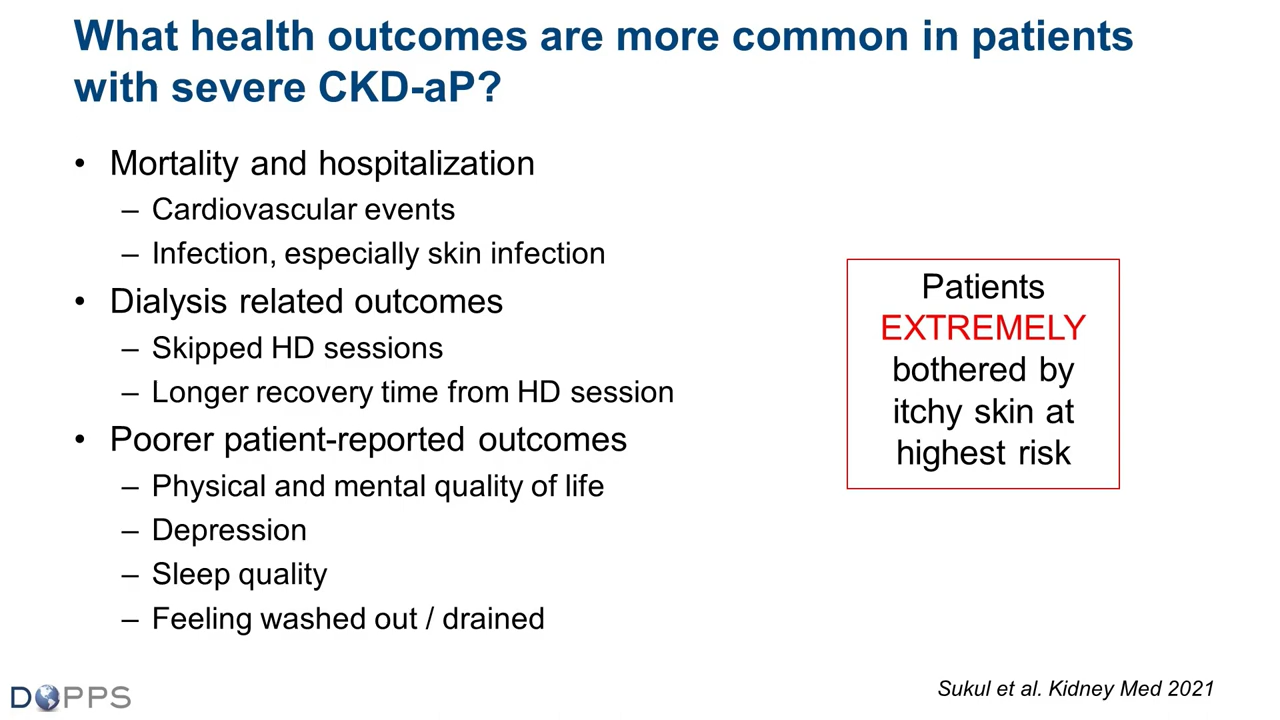 What health outcomes are more common in patients
with severe CKD-aP?
• Mortality and hospitalization
– Cardiovascular events
– Infection, especially skin infection
• Dialysis related outcomes
– Skipped HD sessions
– Longer recovery time from HD session
• Poorer patient-reported outcomes
– Physical and mental quality of life
– Depression
– Sleep quality
– Feeling washed out / drained
Patients
EXTREMELY
bothered by
itchy skin at
highest risk
DOPPS
Sukul et al. Kidney Med 2021